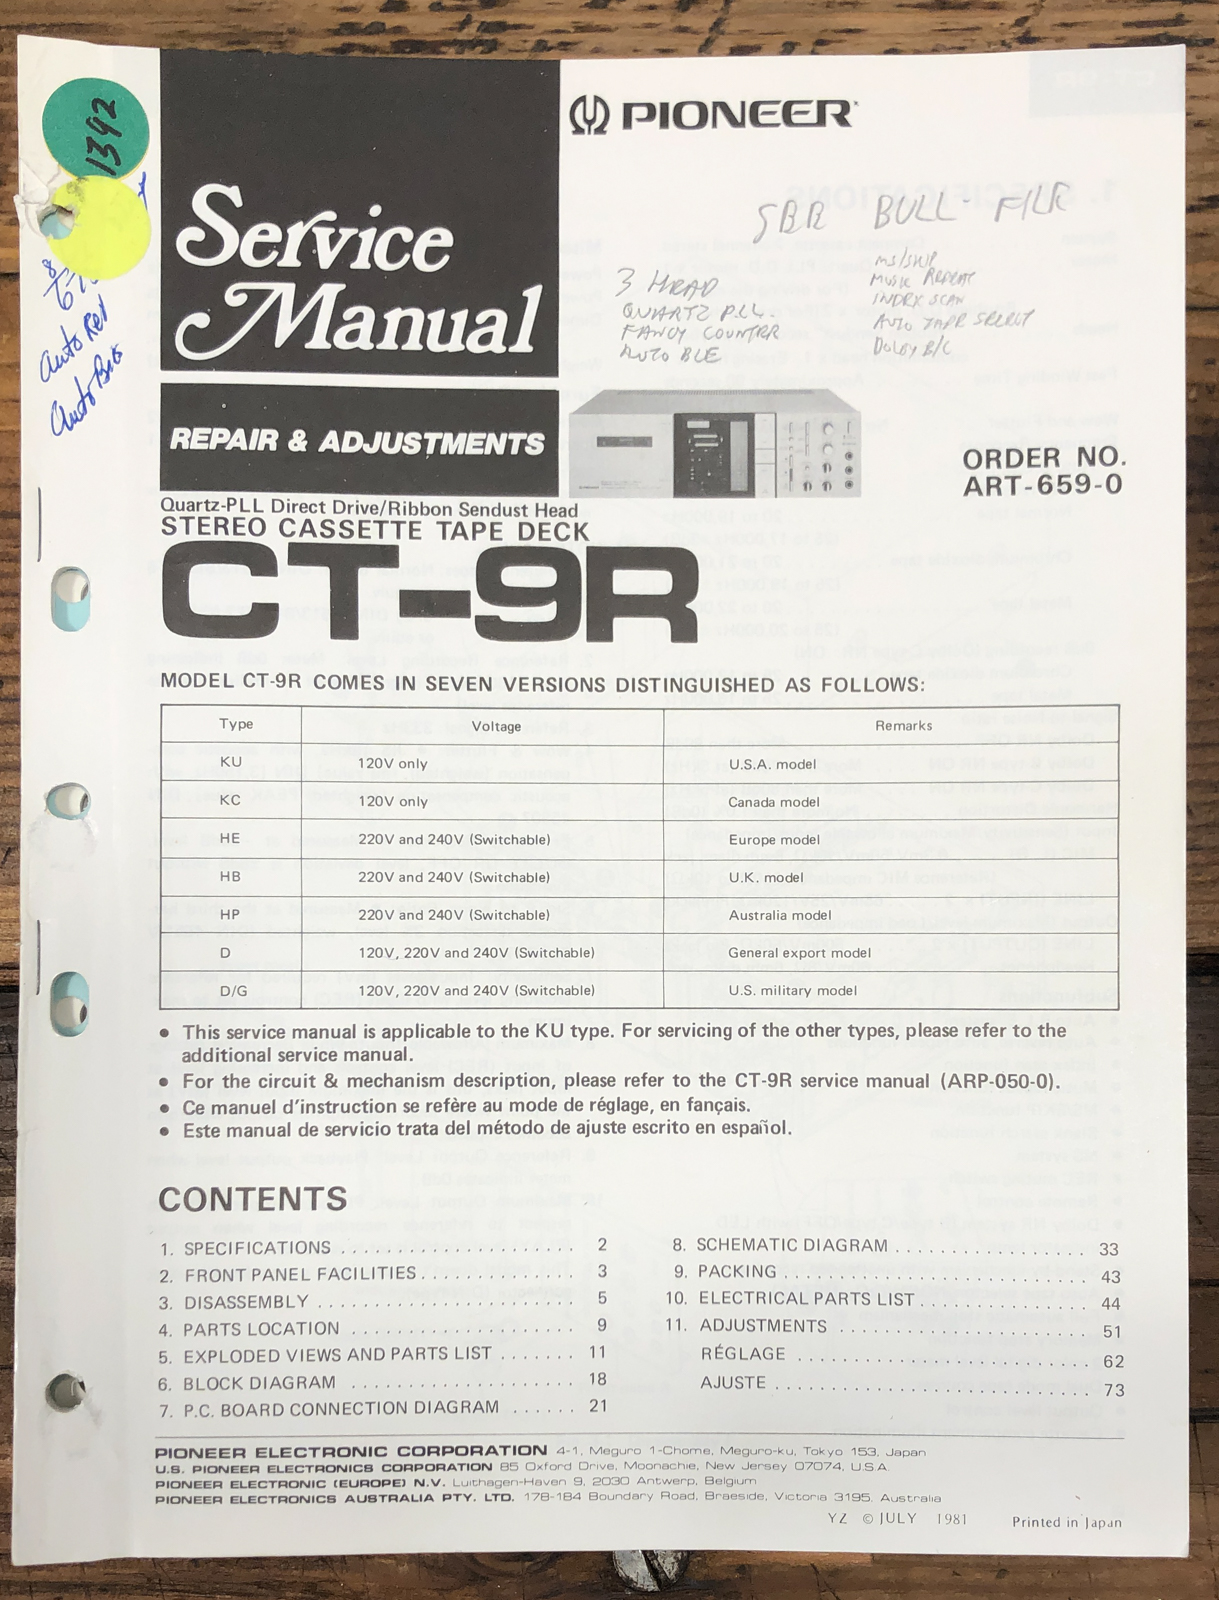 1392
Auto Rev
Auto Bias
Service
Manual
PIONEER
SER BULL- FILE
3 HEAD
QUARTZ PLL.
FANCY COUNTER
AUTO BLE
MS/SKIP
MUSIC REPEAT
INDEX SCAN
AUTO TAPE SELECT
DOLBY B/C
REPAIR & ADJUSTMENTS
ORDER NO.
ART-659-0
Quartz-PLL Direct Drive/Ribbon Sendust Head
STEREO CASSETTE TAPE DECK
CT-9R
MODEL CT-9R COMES IN SEVEN VERSIONS DISTINGUISHED AS FOLLOWS:
Type Voltage Remarks
KU 120V only U.S.A. model
KC 120V only Canada model
HE 220V and 240V (Switchable) Europe model
HB 220V and 240V (Switchable) U.K. model
HP 220V and 240V (Switchable) Australia model
D 120V, 220V and 240V (Switchable) General export model
D/G 120V, 220V and 240V (Switchable) U.S. military model
• This service manual is applicable to the KU type. For servicing of the other types, please refer to the
additional service manual.
• For the circuit & mechanism description, please refer to the CT-9R service manual (ARP-050-0).
• Ce manuel d'instruction se refère au mode de réglage, en fançais.
• Este manual de servicio trata del método de ajuste escrito en español.
CONTENTS
1. SPECIFICATIONS ....................... 2
2. FRONT PANEL FACILITIES .............. 3
3. DISASSEMBLY ......................... 5
4. PARTS LOCATION ...................... 9
5. EXPLODED VIEWS AND PARTS LIST ....... 11
6. BLOCK DIAGRAM ...................... 18
7. P.C. BOARD CONNECTION DIAGRAM ...... 21
8. SCHEMATIC DIAGRAM .................. 33
9. PACKING ............................. 43
10. ELECTRICAL PARTS LIST ................ 44
11. ADJUSTMENTS ........................ 51
RÉGLAGE ............................. 62
AJUSTE ............................... 73
PIONEER ELECTRONIC CORPORATION 4-1, Meguro 1-Chome, Meguro-ku, Tokyo 153, Japan
U.S. PIONEER ELECTRONICS CORPORATION 85 Oxford Drive, Moonachie, New Jersey 07074, U.S.A.
PIONEER ELECTRONIC (EUROPE) N.V. Luithagen-Haven 9, 2030 Antwerp, Belgium
PIONEER ELECTRONICS AUSTRALIA PTY. LTD. 178-184 Boundary Road, Braeside, Victoria 3195, Australia
YZ © JULY 1981 Printed in Japan